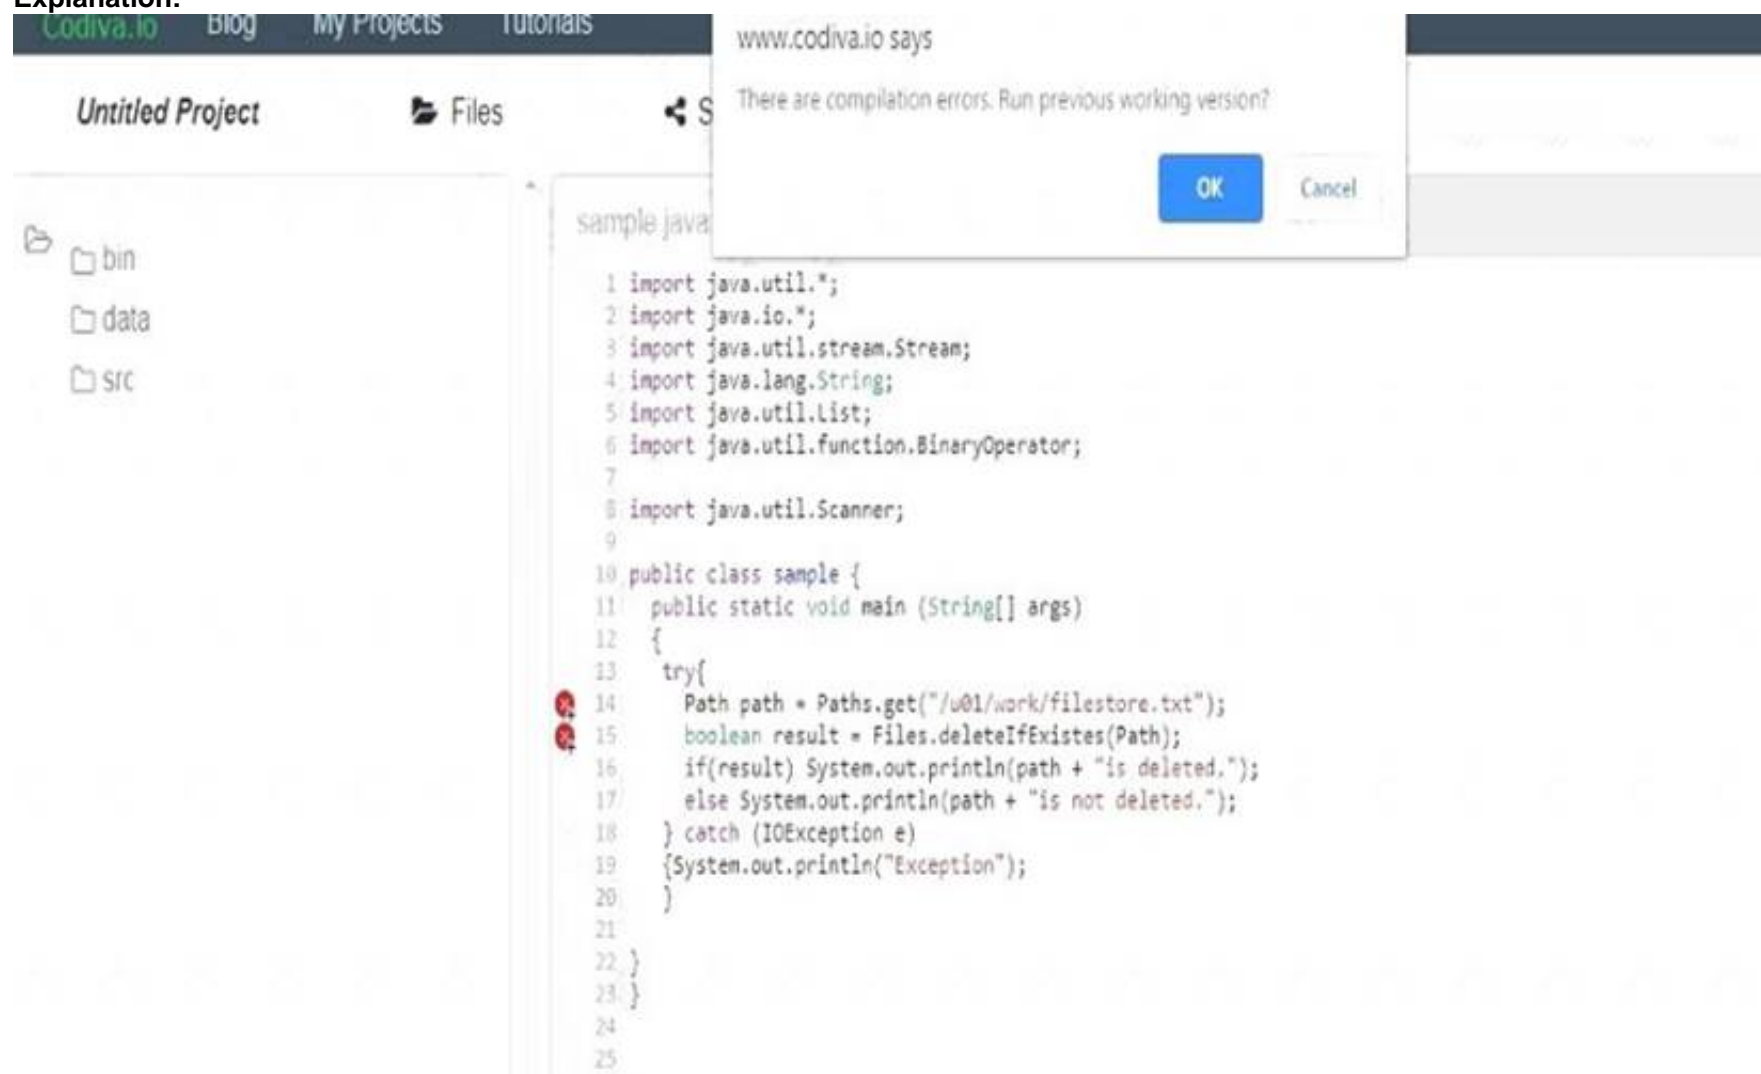 Explanation:
Codiva.io Blog My Projects Tutorials
www.codiva.io says
There are compilation errors. Run previous working version?
OK Cancel
Untitled Project Files S
bin
data
src
sample java
1 import java.util.*;
2 import java.io.*;
3 import java.util.stream.Stream;
4 import java.lang.String;
5 import java.util.List;
6 import java.util.function.BinaryOperator;
7
8 import java.util.Scanner;
9
10 public class sample {
11 public static void main (String[] args)
12 {
13 try{
14 Path path = Paths.get("/u01/work/filestore.txt");
15 boolean result = Files.deleteIfExistes(Path);
16 if(result) System.out.println(path + "is deleted.");
17 else System.out.println(path + "is not deleted.");
18 } catch (IOException e)
19 {System.out.println("Exception");
20 }
21
22 }
23 }
24
25